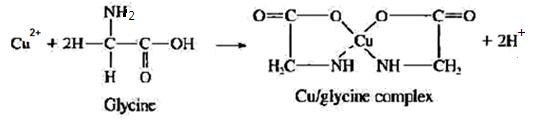 NH2
Cu2+ + 2H—C—C—OH
H O
Glycine
O=C—O O—C=O
Cu
H2C—NH NH—CH2
+ 2H+
Cu/glycine complex